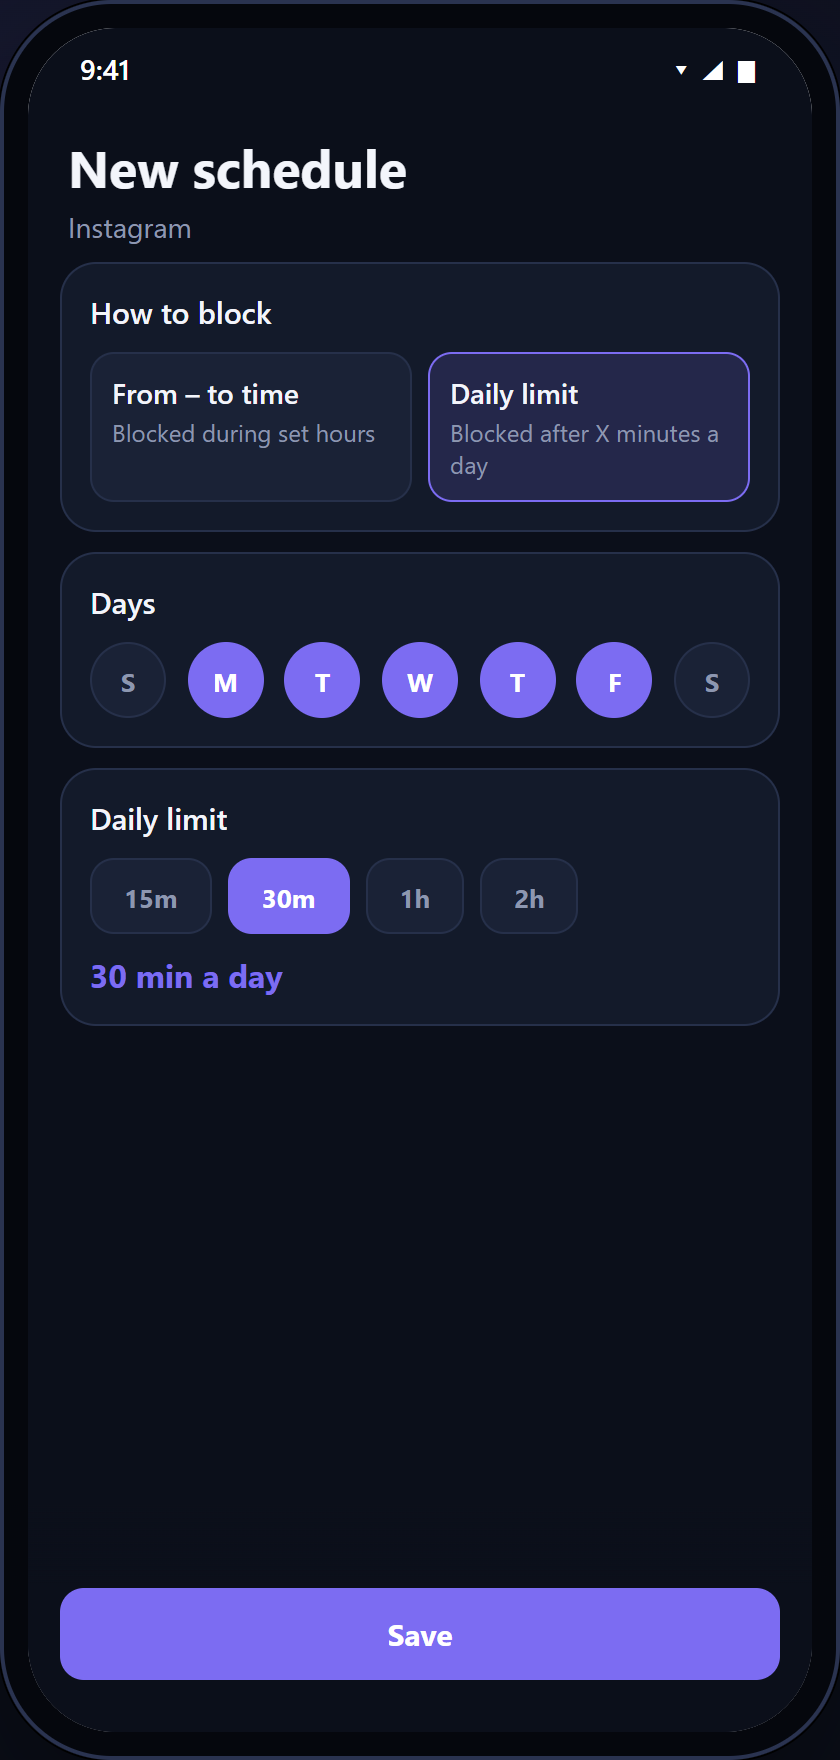 9:41
New schedule
Instagram
How to block
From – to time
Blocked during set hours
Daily limit
Blocked after X minutes a
day
Days
S M T W T F S
Daily limit
15m 30m 1h 2h
30 min a day
Save